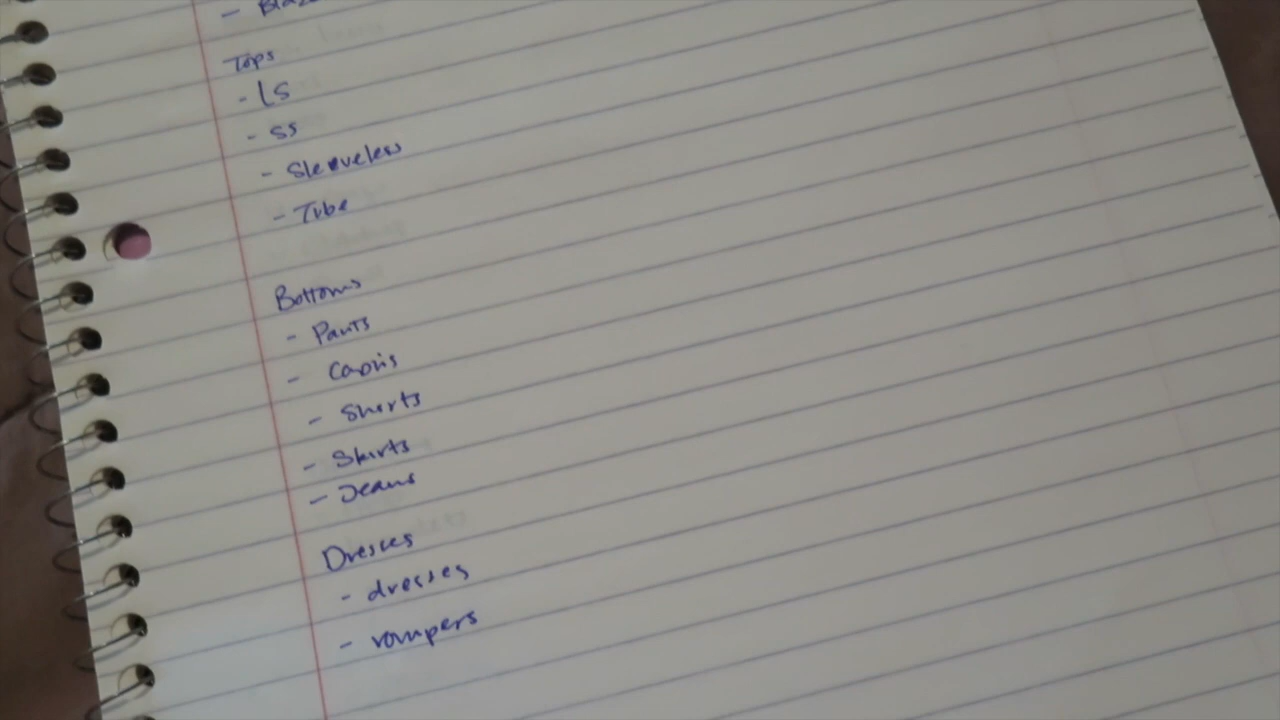 Tops
- LS
- SS
- Sleeveless
- Tube
Bottoms
- Pants
- Capris
- Shorts
- Skirts
- Jeans
Dresses
- dresses
- rompers